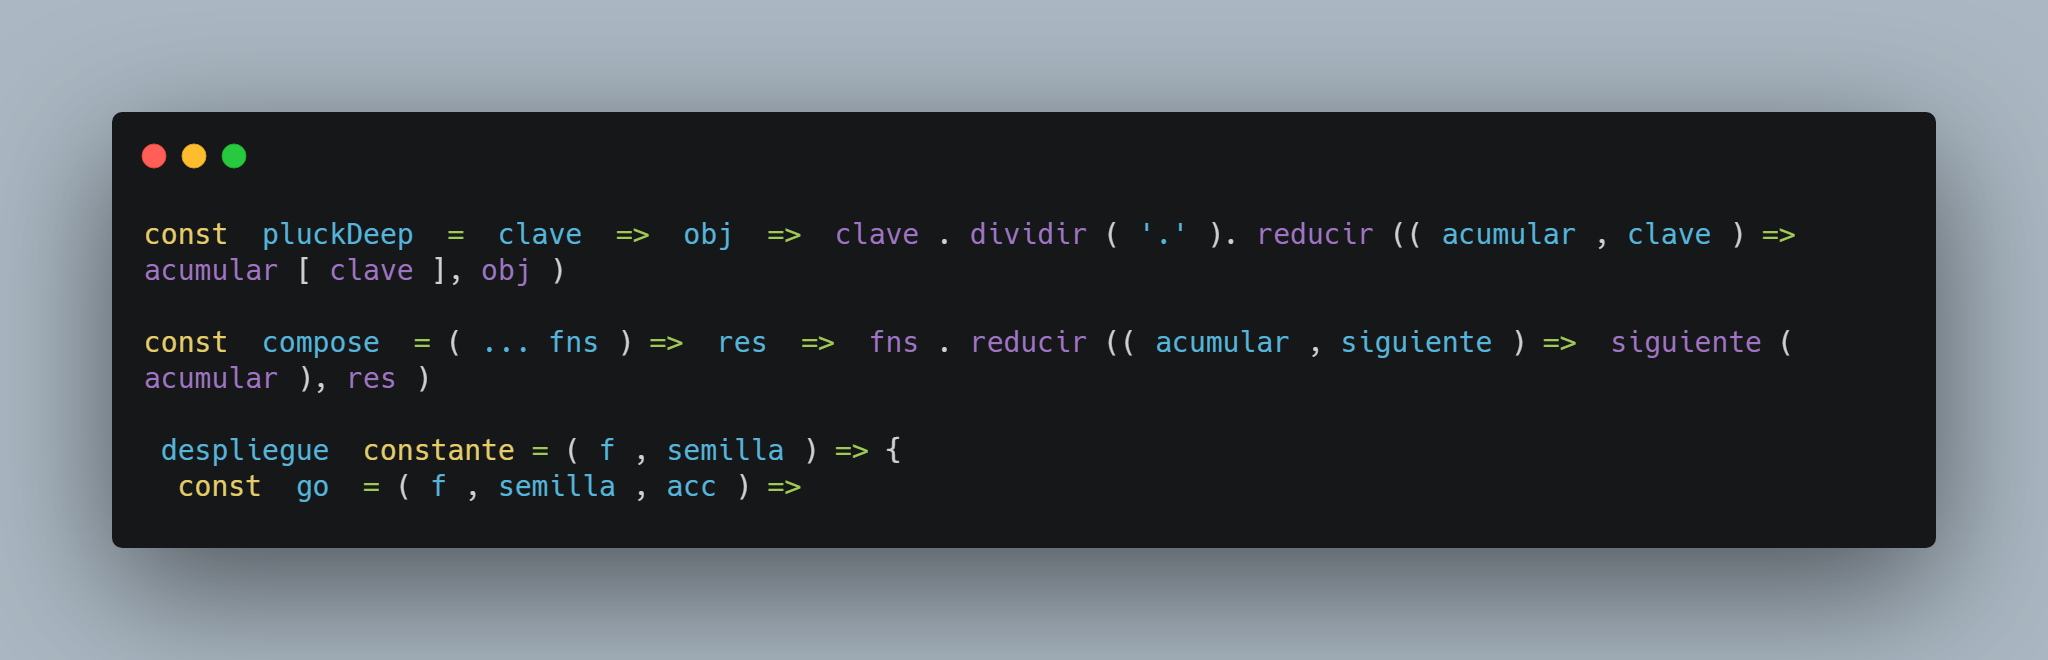 const pluckDeep = clave => obj => clave . dividir ( '.' ). reducir (( acumular , clave ) =>
acumular [ clave ], obj )
const compose = ( ... fns ) => res => fns . reducir (( acumular , siguiente ) => siguiente (
acumular ), res )
despliegue constante = ( f , semilla ) => {
const go = ( f , semilla , acc ) =>